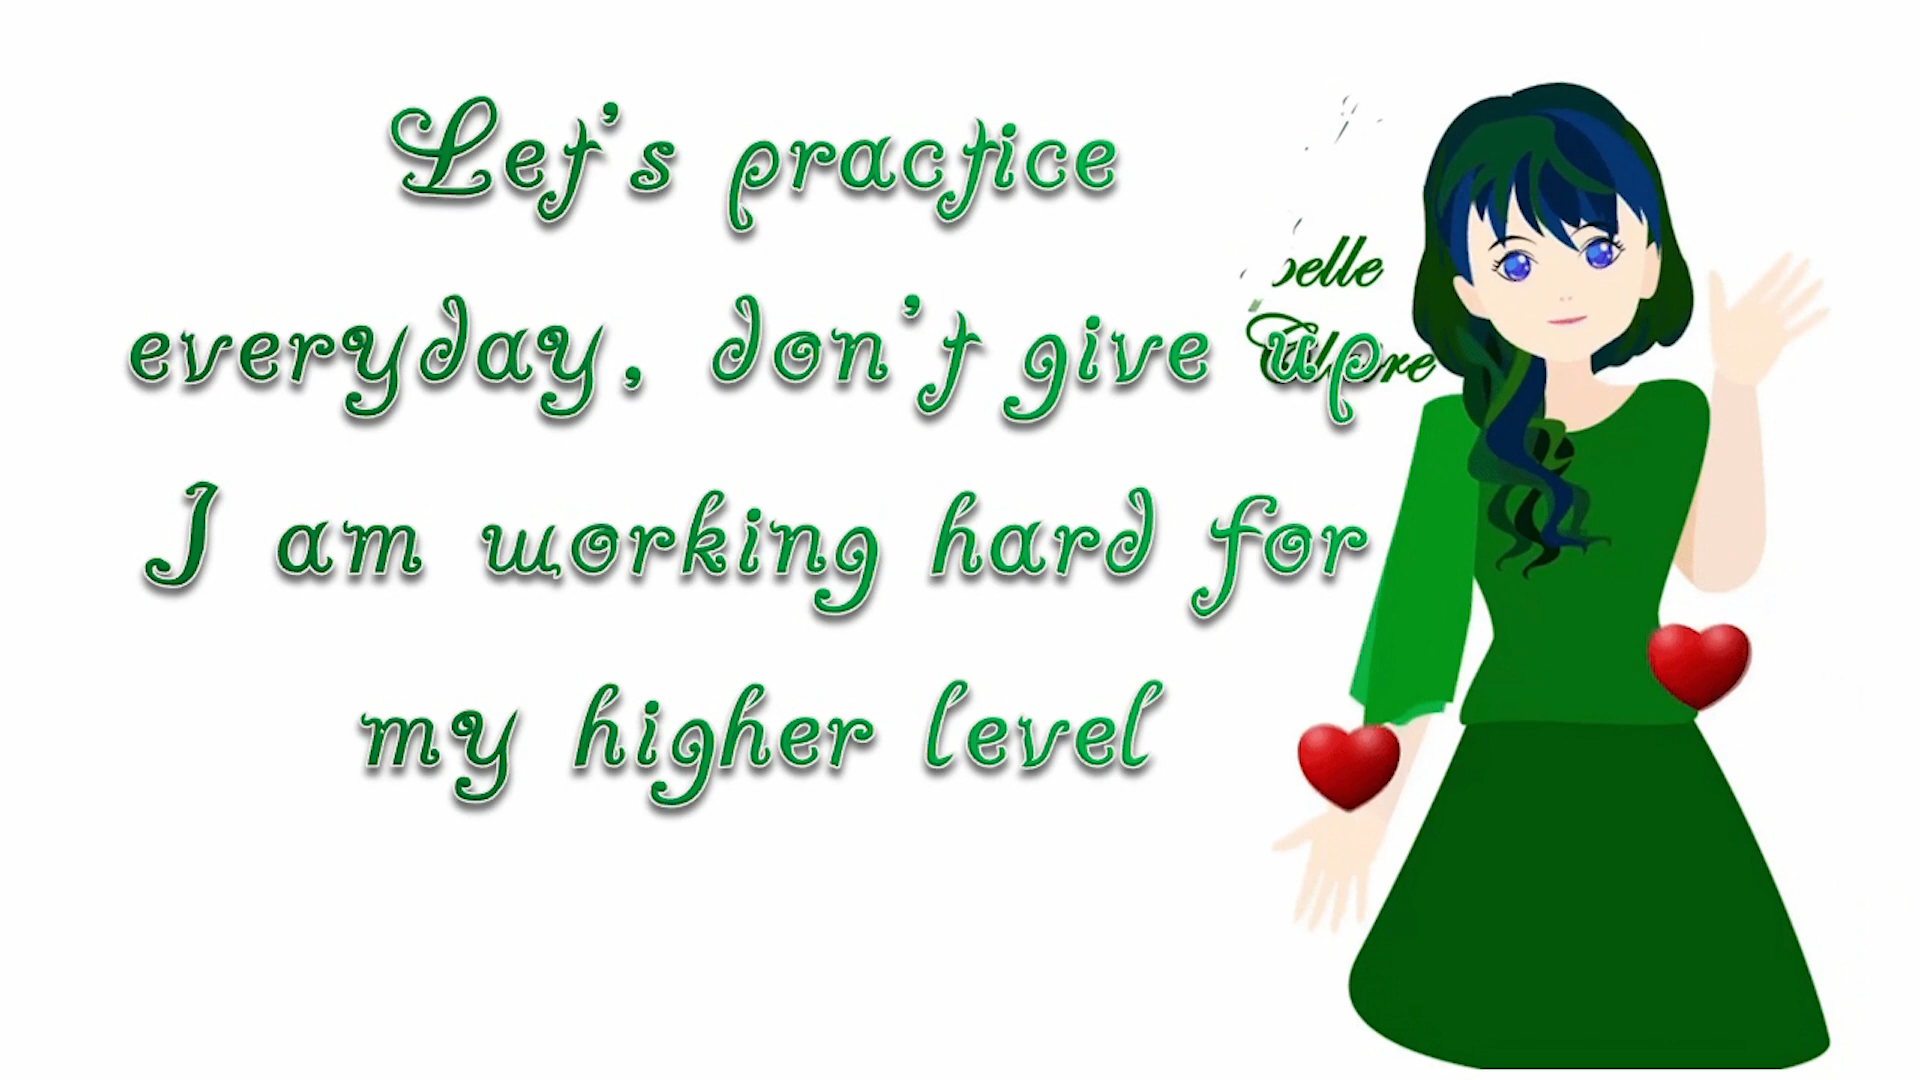 Let's practice
everyday, don't give up
I am working hard for
my higher level